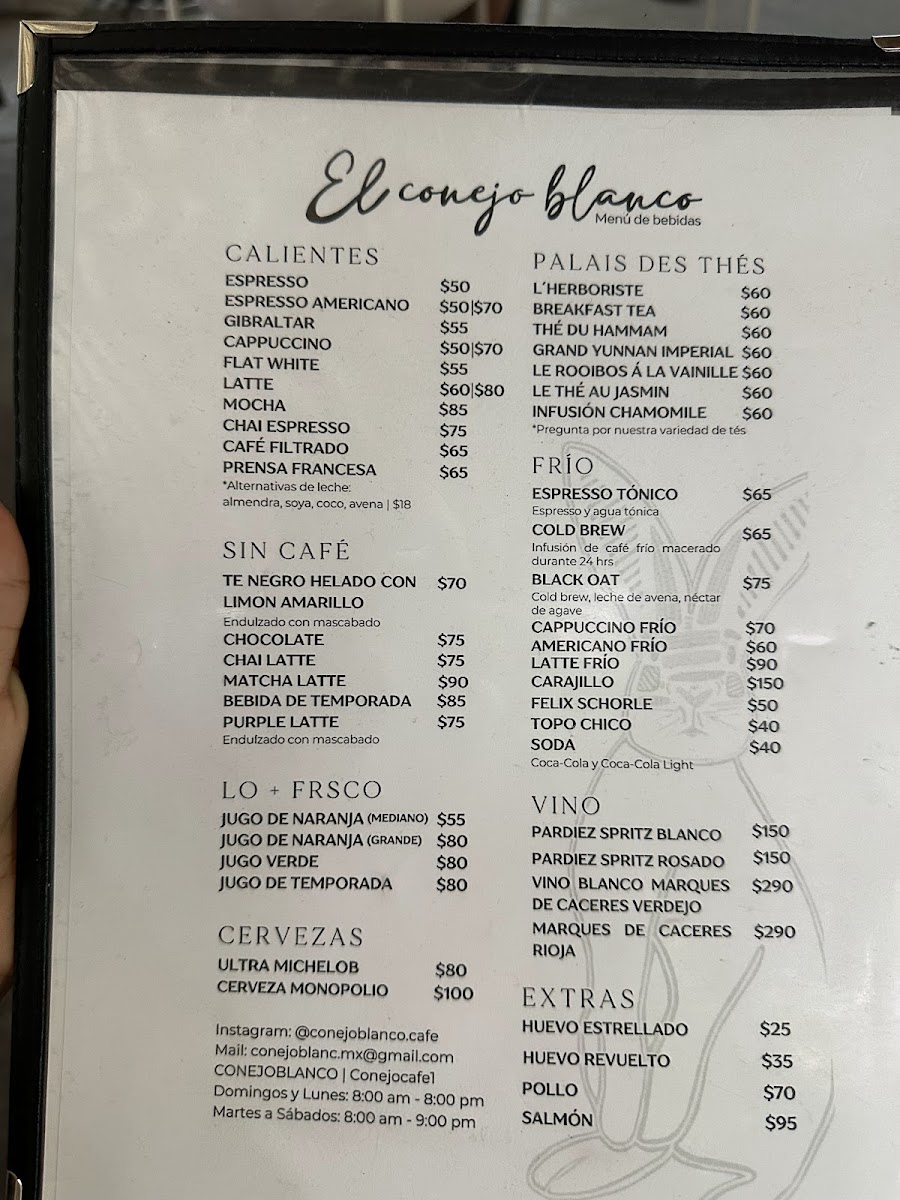 El conejo blanco
Menú de bebidas
CALIENTES
ESPRESSO $50
ESPRESSO AMERICANO $50|$70
GIBRALTAR $55
CAPPUCCINO $50|$70
FLAT WHITE $55
LATTE $60|$80
MOCHA $85
CHAI ESPRESSO $75
CAFÉ FILTRADO $65
PRENSA FRANCESA $65
*Alternativas de leche:
almendra, soya, coco, avena | $18
SIN CAFÉ
TE NEGRO HELADO CON $70
LIMON AMARILLO
Endulzado con mascabado
CHOCOLATE $75
CHAI LATTE $75
MATCHA LATTE $90
BEBIDA DE TEMPORADA $85
PURPLE LATTE $75
Endulzado con mascabado
LO + FRSCO
JUGO DE NARANJA (MEDIANO) $55
JUGO DE NARANJA (GRANDE) $80
JUGO VERDE $80
JUGO DE TEMPORADA $80
CERVEZAS
ULTRA MICHELOB $80
CERVEZA MONOPOLIO $100
Instagram: @conejoblanco.cafe
Mail: conejoblanc.mx@gmail.com
CONEJOBLANCO | Conejocafe1
Domingos y Lunes: 8:00 am - 8:00 pm
Martes a Sábados: 8:00 am - 9:00 pm
PALAIS DES THÉS
L´HERBORISTE $60
BREAKFAST TEA $60
THÉ DU HAMMAM $60
GRAND YUNNAN IMPERIAL $60
LE ROOIBOS Á LA VAINILLE $60
LE THÉ AU JASMIN $60
INFUSIÓN CHAMOMILE $60
*Pregunta por nuestra variedad de tés
FRÍO
ESPRESSO TÓNICO $65
Espresso y agua tónica
COLD BREW $65
Infusión de café frío macerado
durante 24 hrs
BLACK OAT $75
Cold brew, leche de avena, néctar
de agave
CAPPUCCINO FRÍO $70
AMERICANO FRÍO $60
LATTE FRÍO $90
CARAJILLO $150
FELIX SCHORLE $50
TOPO CHICO $40
SODA $40
Coca-Cola y Coca-Cola Light
VINO
PARDIEZ SPRITZ BLANCO $150
PARDIEZ SPRITZ ROSADO $150
VINO BLANCO MARQUES $290
DE CACERES VERDEJO
MARQUES DE CACERES $290
RIOJA
EXTRAS
HUEVO ESTRELLADO $25
HUEVO REVUELTO $35
POLLO $70
SALMÓN $95